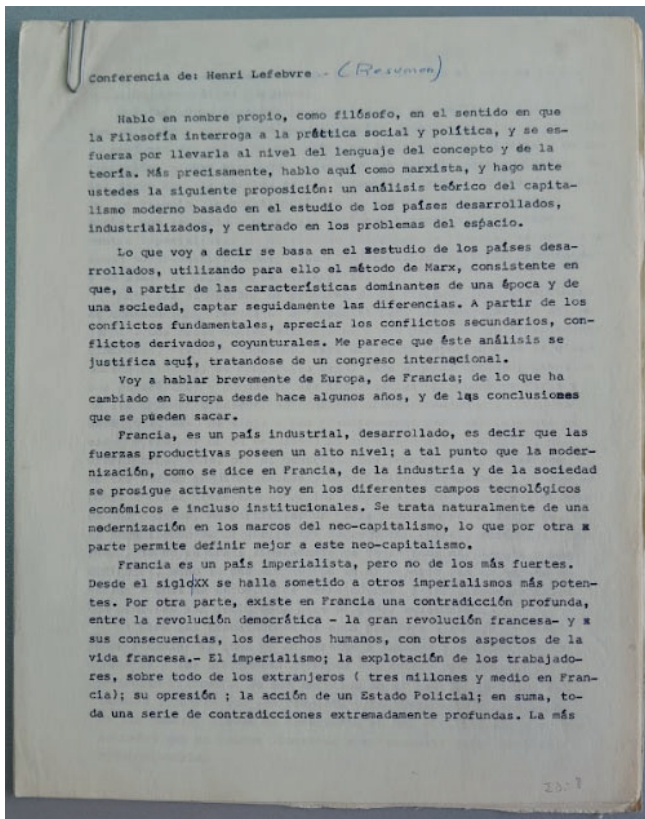 Conferencia de: Henri Lefebvre .- (Resumen)
Hablo en nombre propio, como filósofo, en el sentido en que
la Filosofía interroga a la práctica social y política, y se es-
fuerza por llevarla al nivel del lenguaje del concepto y de la
teoría. Más precisamente, hablo aquí como marxista, y hago ante
ustedes la siguiente proposición: un análisis teórico del capita-
lismo moderno basado en el estudio de los países desarrollados,
industrializados, y centrado en los problemas del espacio.
Lo que voy a decir se basa en el estudio de los países desa-
rrollados, utilizando para ello el método de Marx, consistente en
que, a partir de las características dominantes de una época y de
una sociedad, captar seguidamente las diferencias. A partir de los
conflictos fundamentales, apreciar los conflictos secundarios, con-
flictos derivados, coyunturales. Me parece que éste análisis se
justifica aquí, tratandose de un congreso internacional.
Voy a hablar brevemente de Europa, de Francia; de lo que ha
cambiado en Europa desde hace algunos años, y de las conclusiones
que se pueden sacar.
Francia, es un país industrial, desarrollado, es decir que las
fuerzas productivas poseen un alto nivel; a tal punto que la moder-
nización, como se dice en Francia, de la industria y de la sociedad
se prosigue activamente hoy en los diferentes campos tecnológicos
económicos e incluso institucionales. Se trata naturalmente de una
modernización en los marcos del neo-capitalismo, lo que por otra x
parte permite definir mejor a este neo-capitalismo.
Francia es un país imperialista, pero no de los más fuertes.
Desde el siglo XX se halla sometido a otros imperialismos más poten-
tes. Por otra parte, existe en Francia una contradicción profunda,
entre la revolución democrática - la gran revolución francesa- y x
sus consecuencias, los derechos humanos, con otros aspectos de la
vida francesa.- El imperialismo; la explotación de los trabajado-
res, sobre todo de los extranjeros ( tres millones y medio en Fran-
cia); su opresión ; la acción de un Estado Policial; en suma, to-
da una serie de contradicciones extremadamente profundas. La más